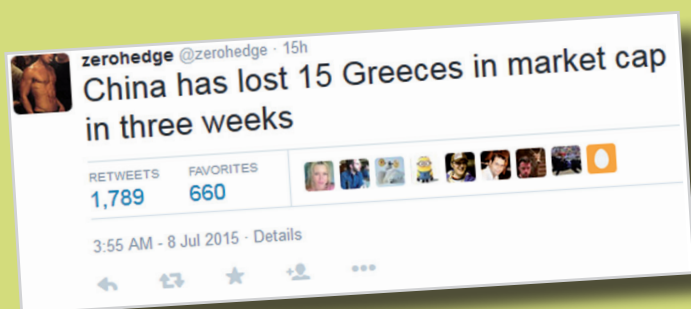 zerohedge @zerohedge · 15h
China has lost 15 Greeces in market cap
in three weeks
RETWEETS FAVORITES
1,789 660
3:55 AM - 8 Jul 2015 · Details